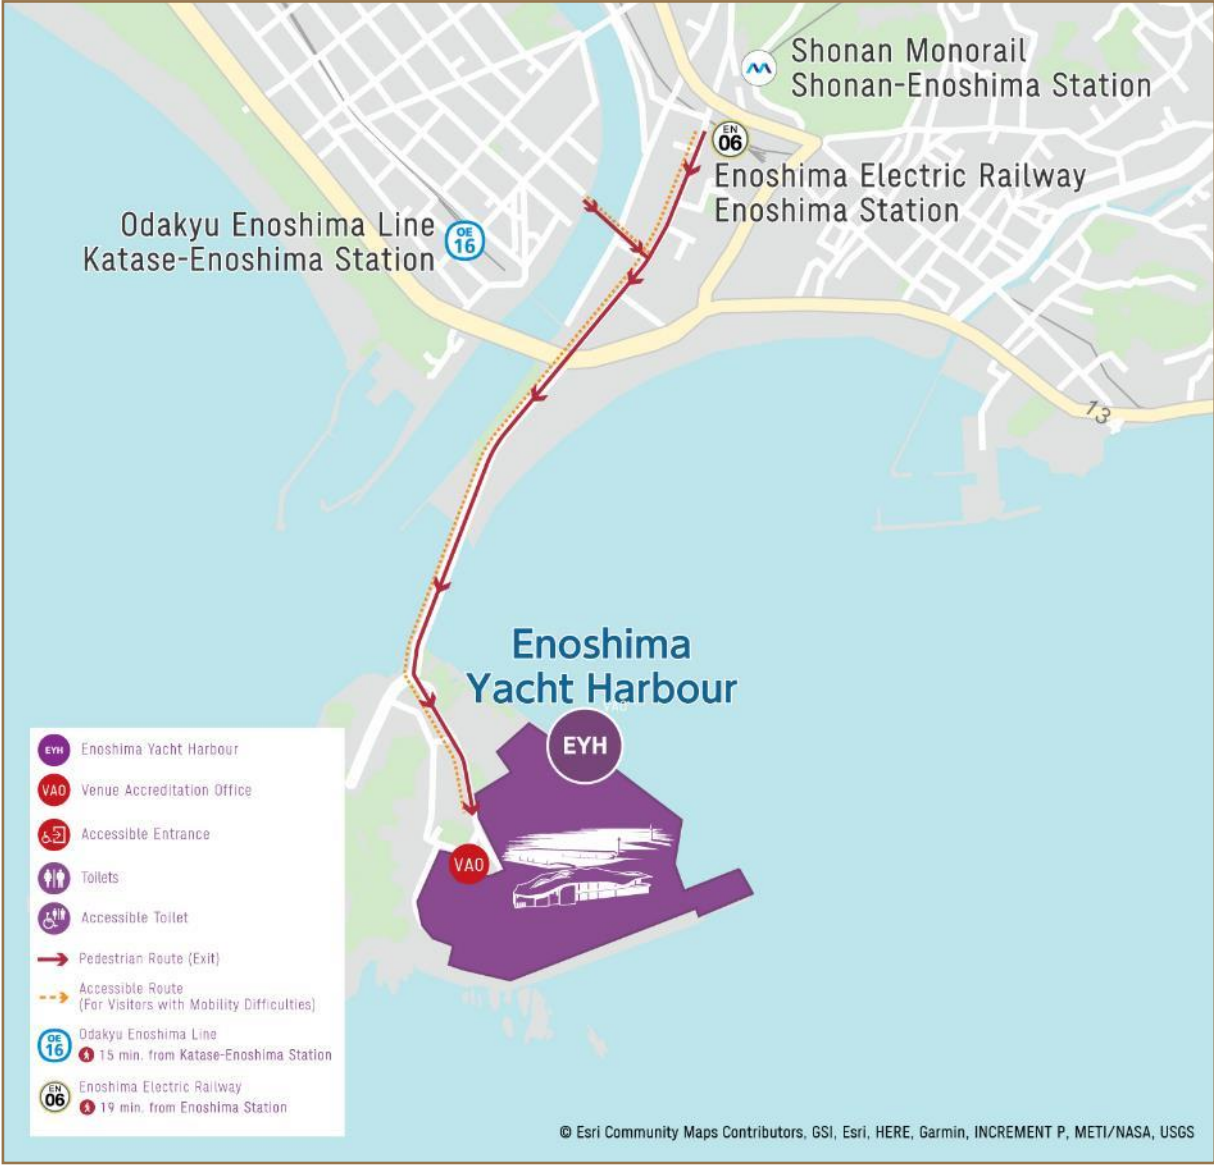 Shonan Monorail
Shonan-Enoshima Station
EN
06
Enoshima Electric Railway
Enoshima Station
Odakyu Enoshima Line
Katase-Enoshima Station
OE
16
13
Enoshima
Yacht Harbour
VAO
EYH
VAO
EYH Enoshima Yacht Harbour
VAO Venue Accreditation Office
Accessible Entrance
Toilets
Accessible Toilet
Pedestrian Route (Exit)
Accessible Route
(For Visitors with Mobility Difficulties)
OE
16
Odakyu Enoshima Line
15 min. from Katase-Enoshima Station
EN
06
Enoshima Electric Railway
19 min. from Enoshima Station
© Esri Community Maps Contributors, GSI, Esri, HERE, Garmin, INCREMENT P, METI/NASA, USGS